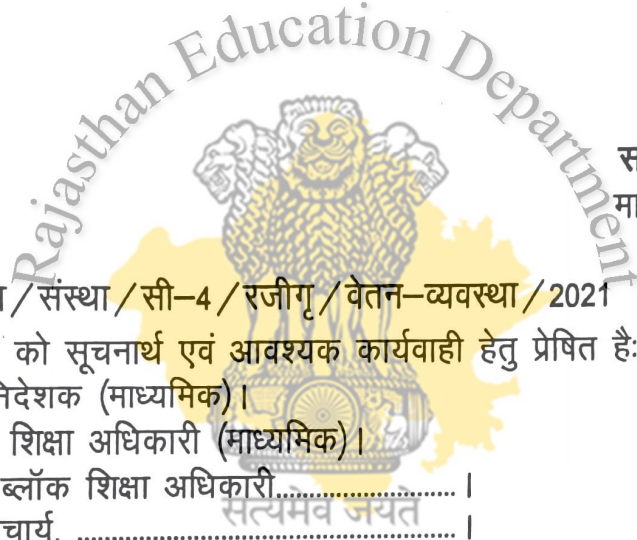 Rajasthan Education Department
/संस्था/सी-4/रजीगृ/वेतन-व्यवस्था/2021
को सूचनार्थ एवं आवश्यक कार्यवाही हेतु प्रेषित है:
(माध्यमिक)।
शिक्षा अधिकारी (माध्यमिक)।
ब्लॉक शिक्षा अधिकारी........................... |
सत्यमेव जयते
........................................................... |